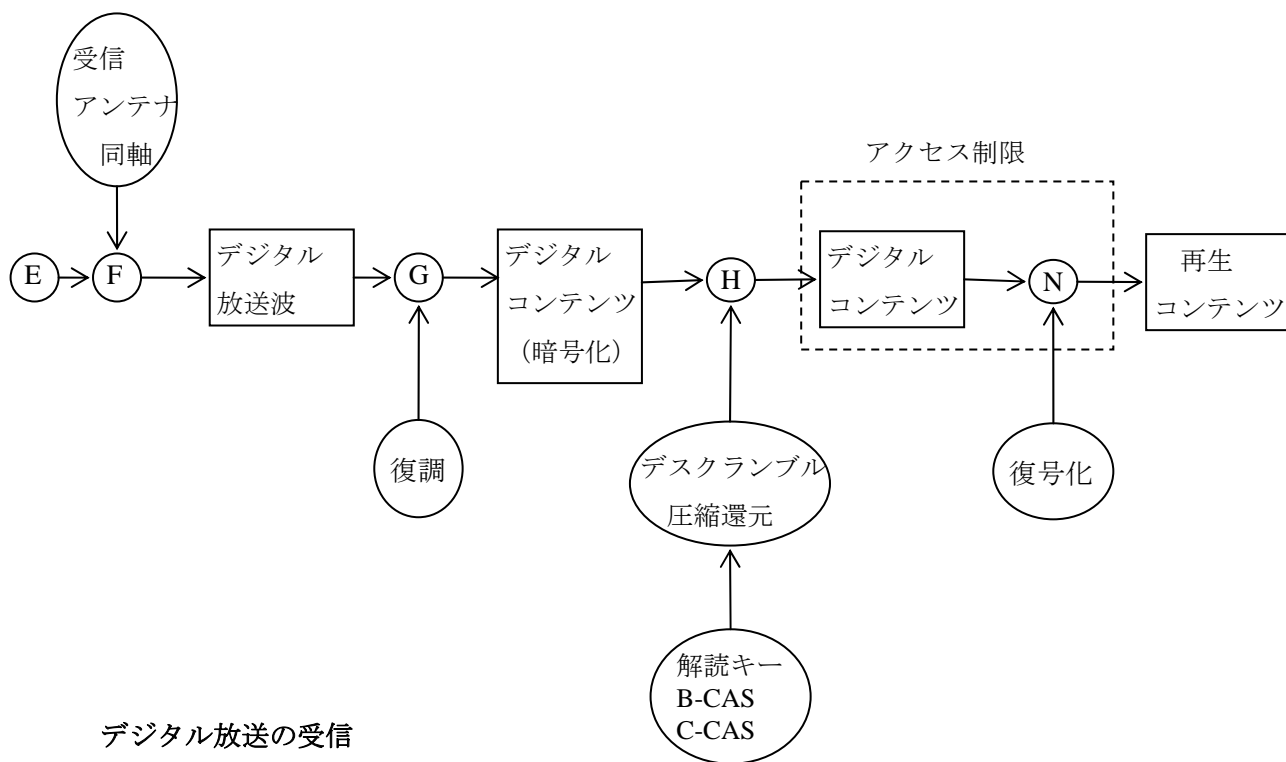 受信
アンテナ
同軸
アクセス制限
E
F
デジタル
放送波
G
デジタル
コンテンツ
（暗号化）
H
デジタル
コンテンツ
N
再生
コンテンツ
復調
デスクランブル
圧縮還元
復号化
解読キー
B-CAS
C-CAS
デジタル放送の受信